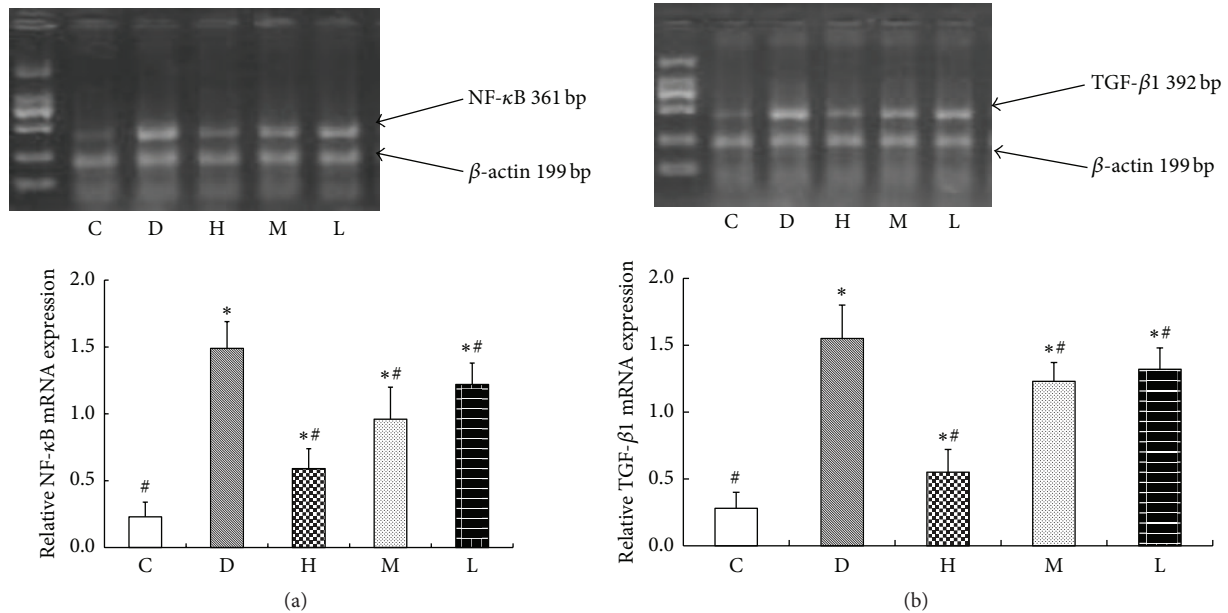 NF-κB 361 bp
β-actin 199 bp
C D H M L
Relative NF-κB mRNA expression
2.0
1.5
1.0
0.5
0.0
#
*
*#
*#
*#
C D H M L
(a)
TGF-β1 392 bp
β-actin 199 bp
C D H M L
Relative TGF-β1 mRNA expression
2.0
1.5
1.0
0.5
0.0
#
*
*#
*#
*#
C D H M L
(b)